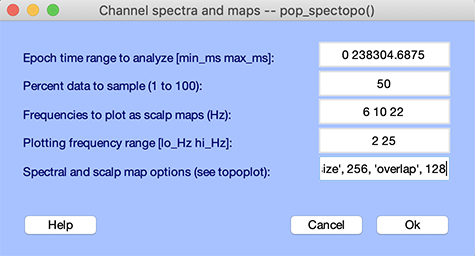 Channel spectra and maps -- pop_spectopo()
Epoch time range to analyze [min_ms max_ms]: 0 238304.6875
Percent data to sample (1 to 100): 50
Frequencies to plot as scalp maps (Hz): 6 10 22
Plotting frequency range [lo_Hz hi_Hz]: 2 25
Spectral and scalp map options (see topoplot): ize', 256, 'overlap', 128
Help Cancel Ok